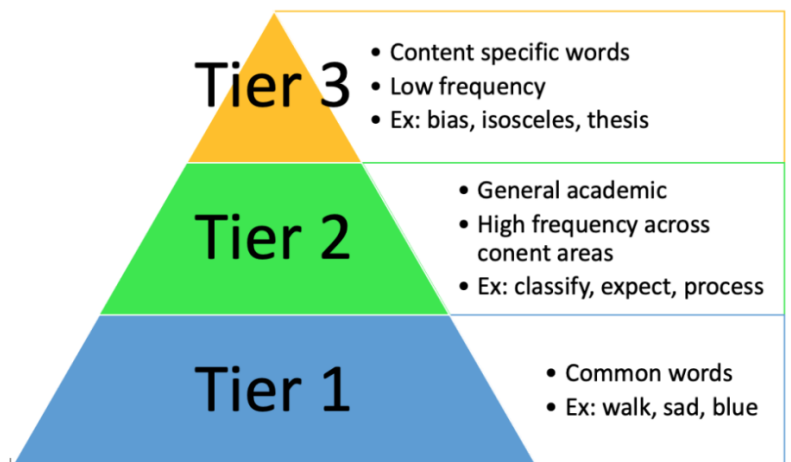 Tier 3
• Content specific words
• Low frequency
• Ex: bias, isosceles, thesis
Tier 2
• General academic
• High frequency across
conent areas
• Ex: classify, expect, process
Tier 1
• Common words
• Ex: walk, sad, blue